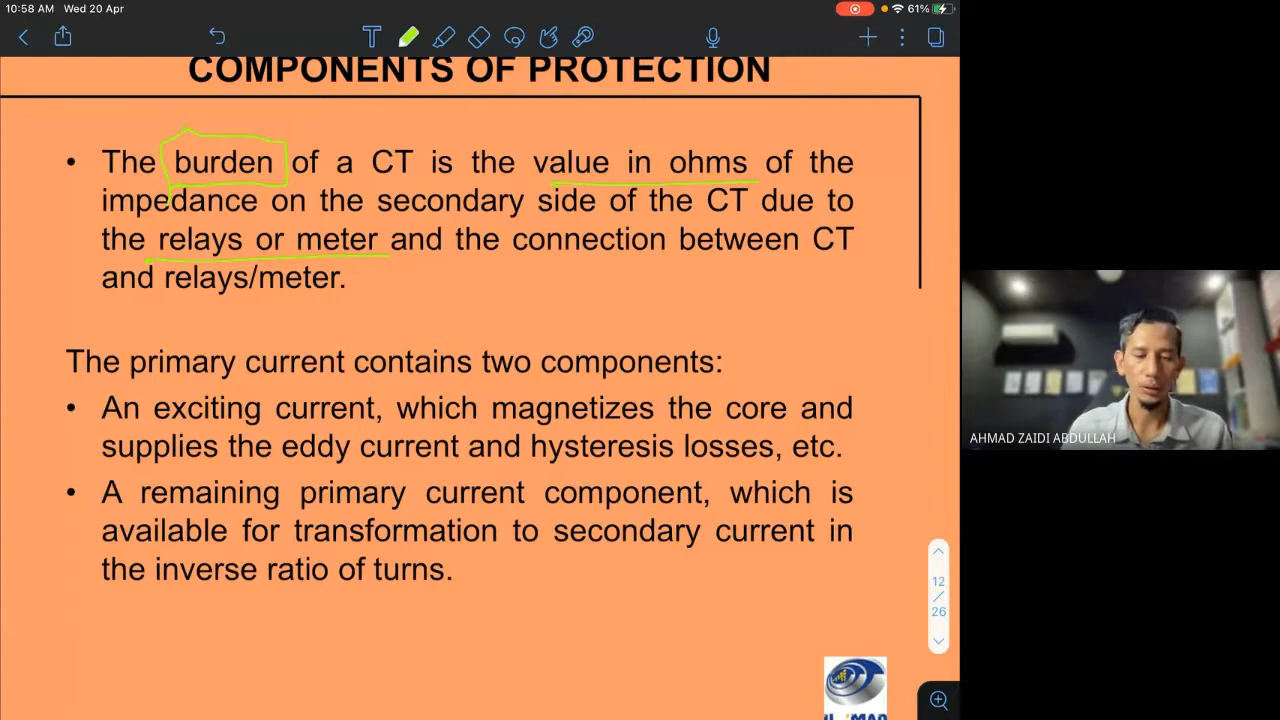 10:58 AM Wed 20 Apr
61%
COMPONENTS OF PROTECTION
• The burden of a CT is the value in ohms of the
impedance on the secondary side of the CT due to
the relays or meter and the connection between CT
and relays/meter.
The primary current contains two components:
• An exciting current, which magnetizes the core and
supplies the eddy current and hysteresis losses, etc.
• A remaining primary current component, which is
available for transformation to secondary current in
the inverse ratio of turns.
12
/
26
AHMAD ZAIDI ABDULLAH